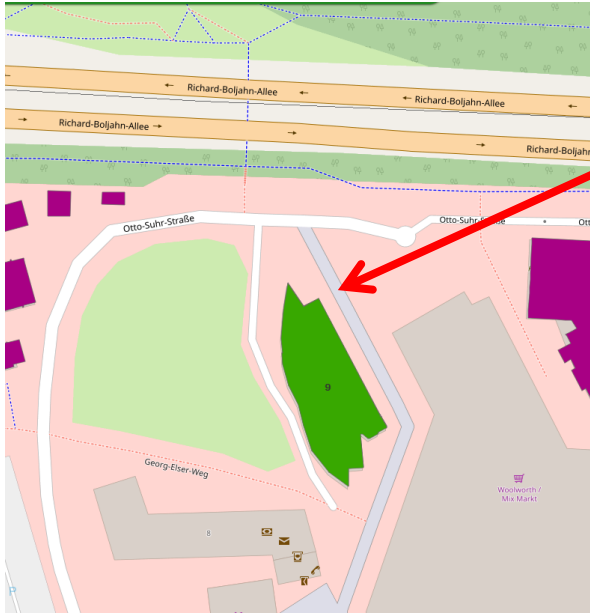 Richard-Boljahn-Allee
Richard-Boljahn-Allee
Richard-Boljahn-Allee
Richard-Boljahn
Otto-Suhr-Straße
Otto-Suhr-Straße
Ott
9
Georg-Elser-Weg
Woolworth /
Mix Markt
8
P